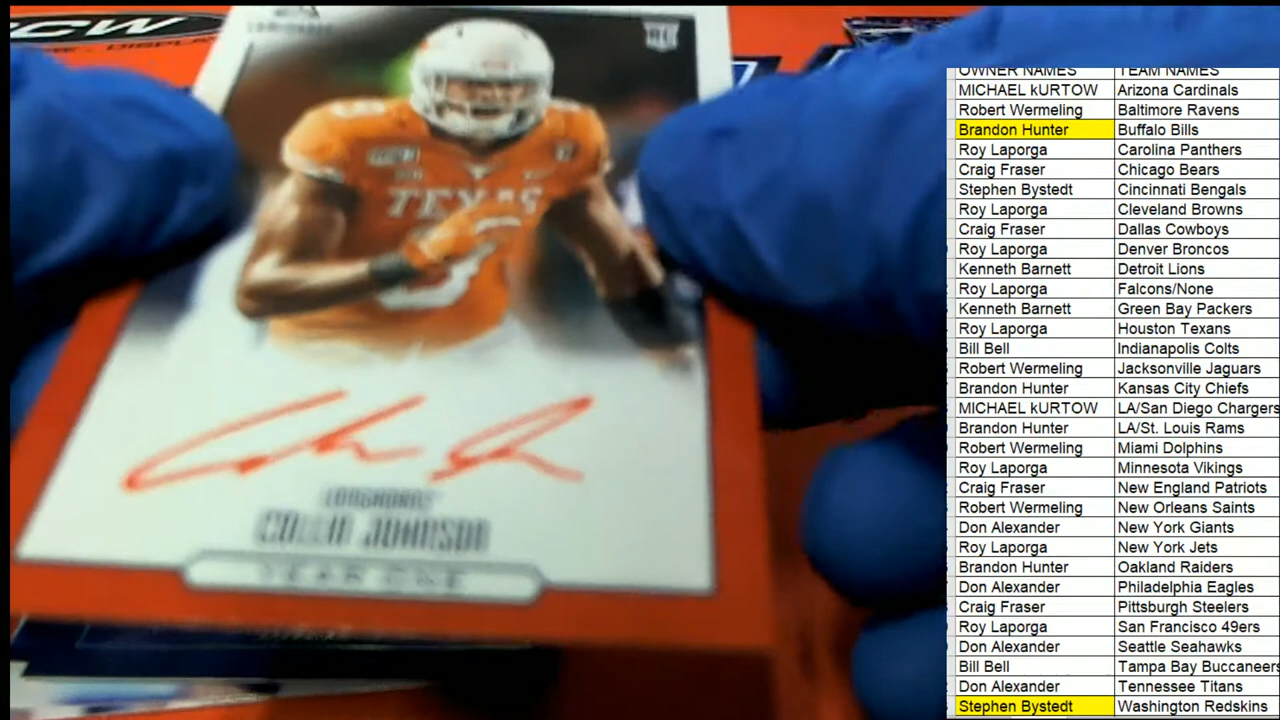 CW
DISPLAY
RC
TEXAS
LONGHORNS
COLLIN JOHNSON
YEAR ONE
OWNER NAMES TEAM NAMES
MICHAEL kURTOW Arizona Cardinals
Robert Wermeling Baltimore Ravens
Brandon Hunter Buffalo Bills
Roy Laporga Carolina Panthers
Craig Fraser Chicago Bears
Stephen Bystedt Cincinnati Bengals
Roy Laporga Cleveland Browns
Craig Fraser Dallas Cowboys
Roy Laporga Denver Broncos
Kenneth Barnett Detroit Lions
Roy Laporga Falcons/None
Kenneth Barnett Green Bay Packers
Roy Laporga Houston Texans
Bill Bell Indianapolis Colts
Robert Wermeling Jacksonville Jaguars
Brandon Hunter Kansas City Chiefs
MICHAEL kURTOW LA/San Diego Chargers
Brandon Hunter LA/St. Louis Rams
Robert Wermeling Miami Dolphins
Roy Laporga Minnesota Vikings
Craig Fraser New England Patriots
Robert Wermeling New Orleans Saints
Don Alexander New York Giants
Roy Laporga New York Jets
Brandon Hunter Oakland Raiders
Don Alexander Philadelphia Eagles
Craig Fraser Pittsburgh Steelers
Roy Laporga San Francisco 49ers
Don Alexander Seattle Seahawks
Bill Bell Tampa Bay Buccaneers
Don Alexander Tennessee Titans
Stephen Bystedt Washington Redskins